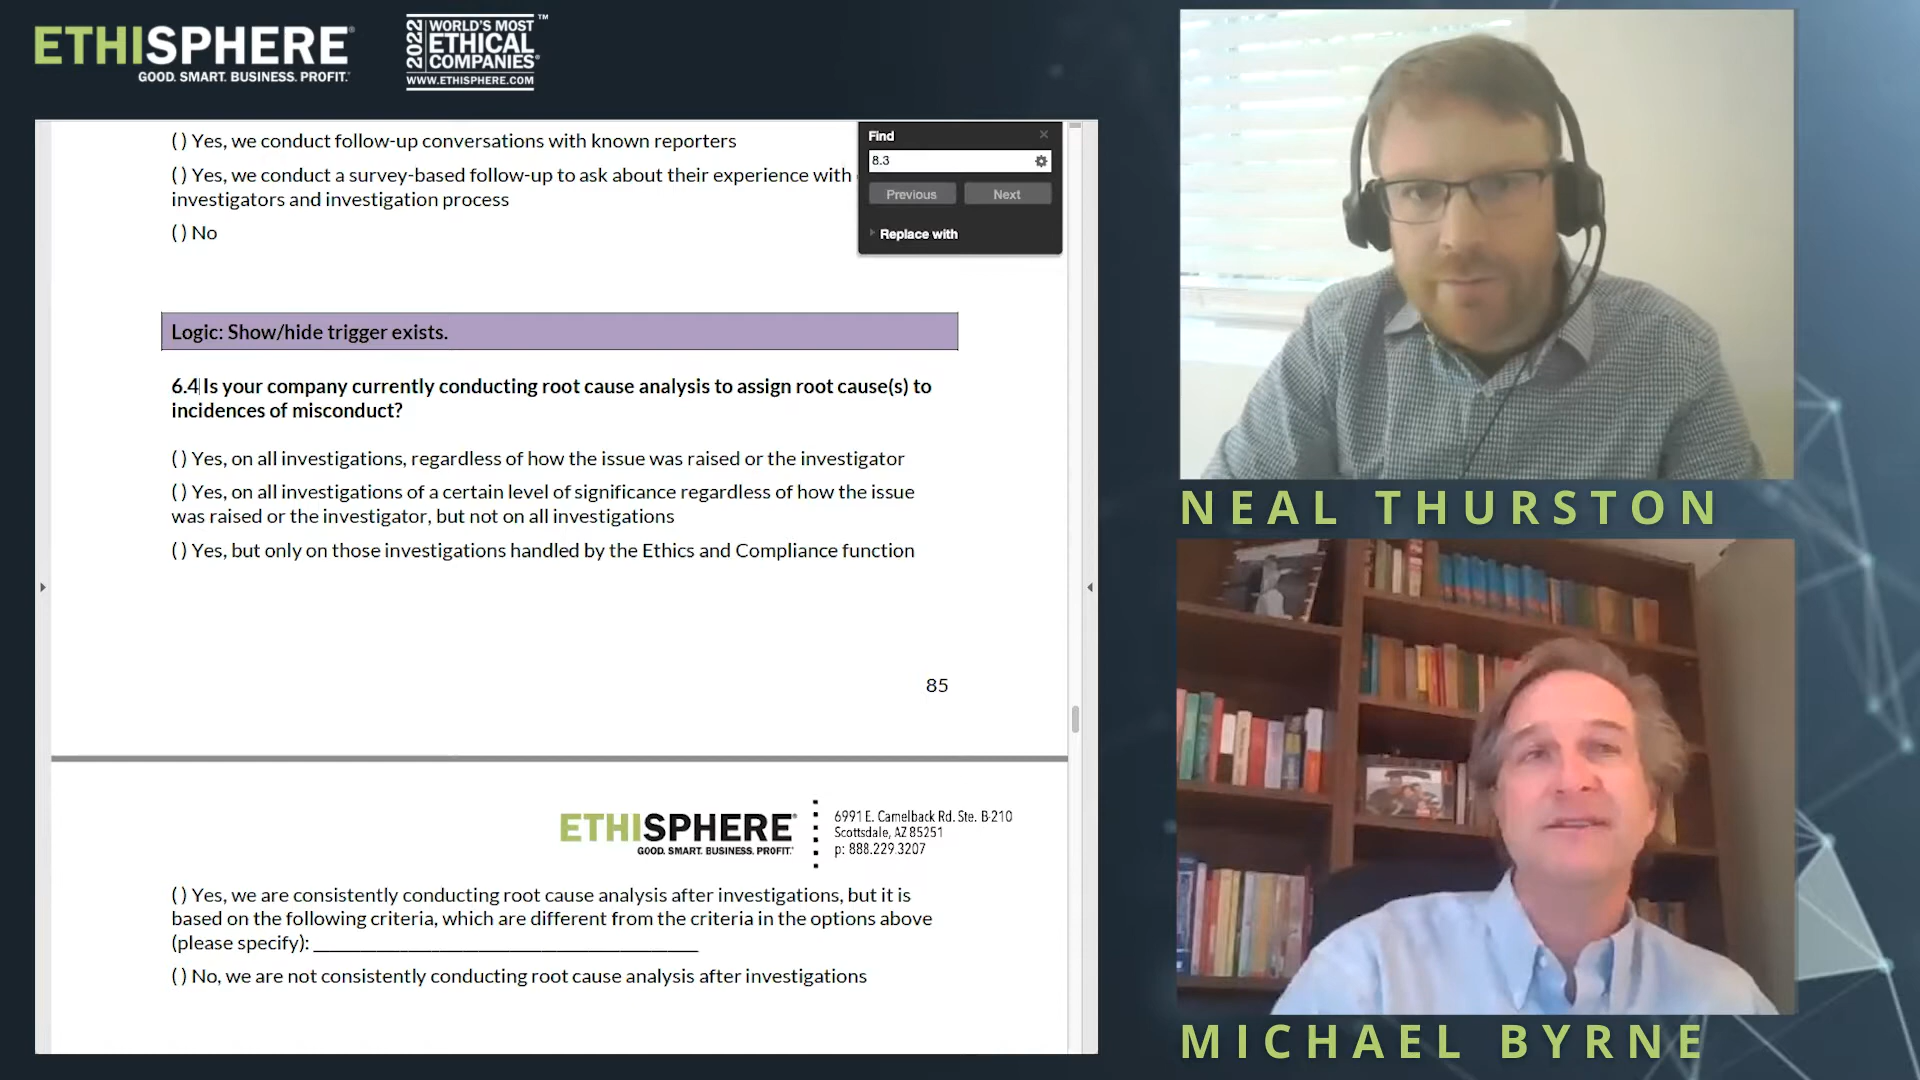 ETHISPHERE®
GOOD. SMART. BUSINESS. PROFIT.®
2022 WORLD'S MOST
ETHICAL
COMPANIES®
™
WWW.ETHISPHERE.COM
( ) Yes, we conduct follow-up conversations with known reporters
( ) Yes, we conduct a survey-based follow-up to ask about their experience with
investigators and investigation process
( ) No
Find
8.3
Previous
Next
Replace with
Logic: Show/hide trigger exists.
6.4 Is your company currently conducting root cause analysis to assign root cause(s) to
incidences of misconduct?
( ) Yes, on all investigations, regardless of how the issue was raised or the investigator
( ) Yes, on all investigations of a certain level of significance regardless of how the issue
was raised or the investigator, but not on all investigations
( ) Yes, but only on those investigations handled by the Ethics and Compliance function
85
ETHISPHERE®
GOOD. SMART. BUSINESS. PROFIT.®
6991 E. Camelback Rd. Ste. B-210
Scottsdale, AZ 85251
p: 888.229.3207
( ) Yes, we are consistently conducting root cause analysis after investigations, but it is
based on the following criteria, which are different from the criteria in the options above
(please specify): ________________________________________
( ) No, we are not consistently conducting root cause analysis after investigations
NEAL THURSTON
MICHAEL BYRNE